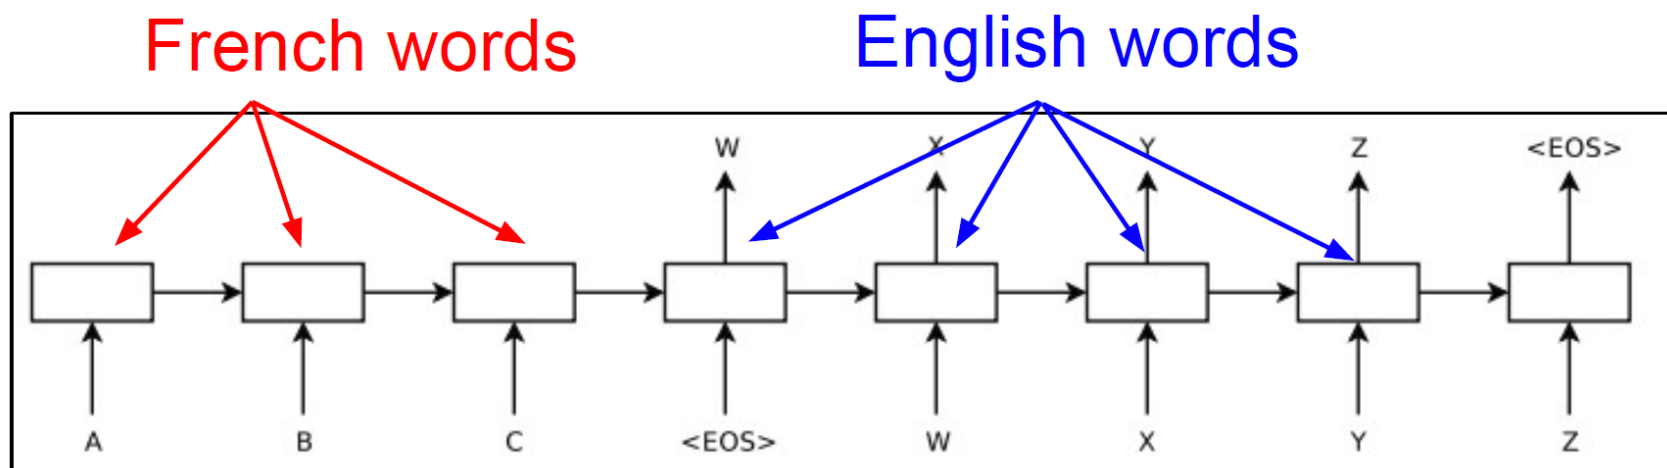 French words English words
W X Y Z <EOS>
A B C <EOS> W X Y Z